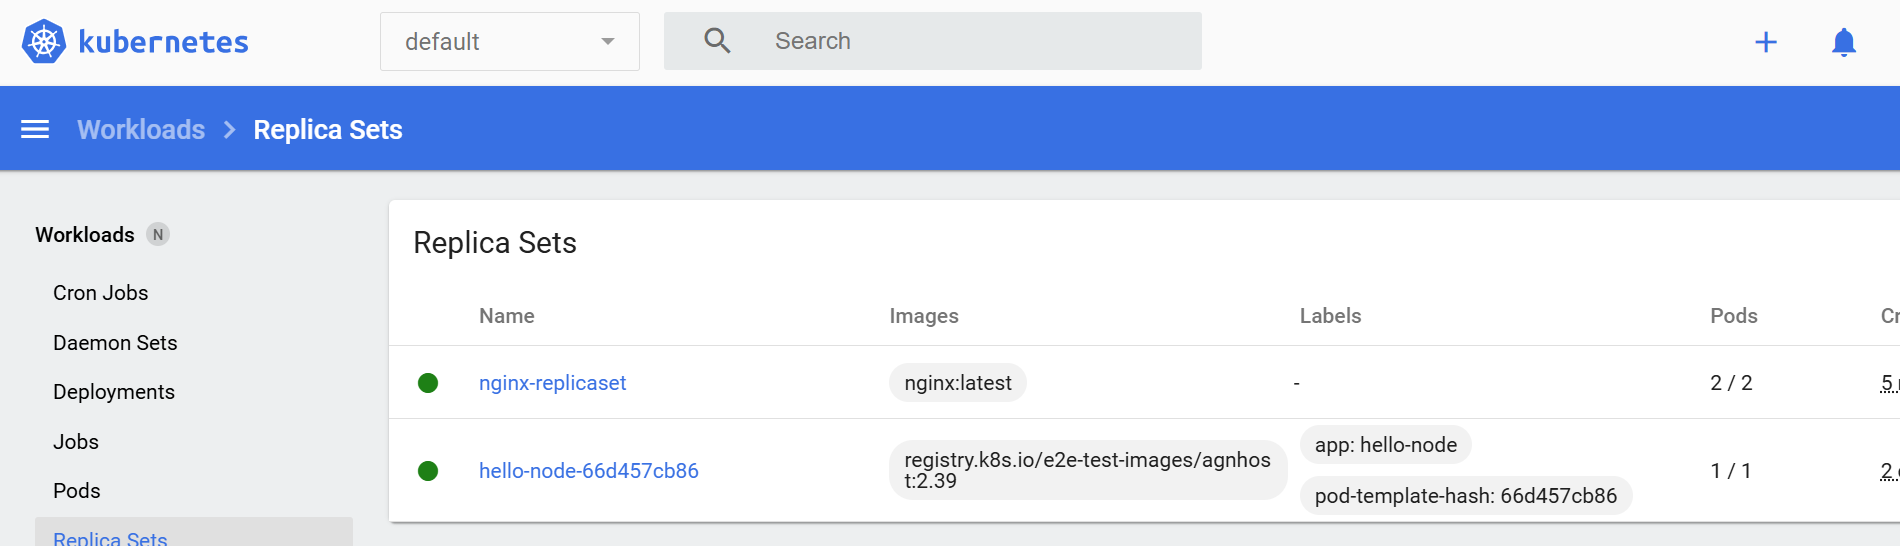 kubernetes
default
Search
Workloads
Replica Sets
Workloads N
Cron Jobs
Daemon Sets
Deployments
Jobs
Pods
Replica Sets
Replica Sets
Name Images Labels Pods
nginx-replicaset nginx:latest - 2 / 2 5
hello-node-66d457cb86
registry.k8s.io/e2e-test-images/agnhos
t:2.39
app: hello-node
pod-template-hash: 66d457cb86
1 / 1
2